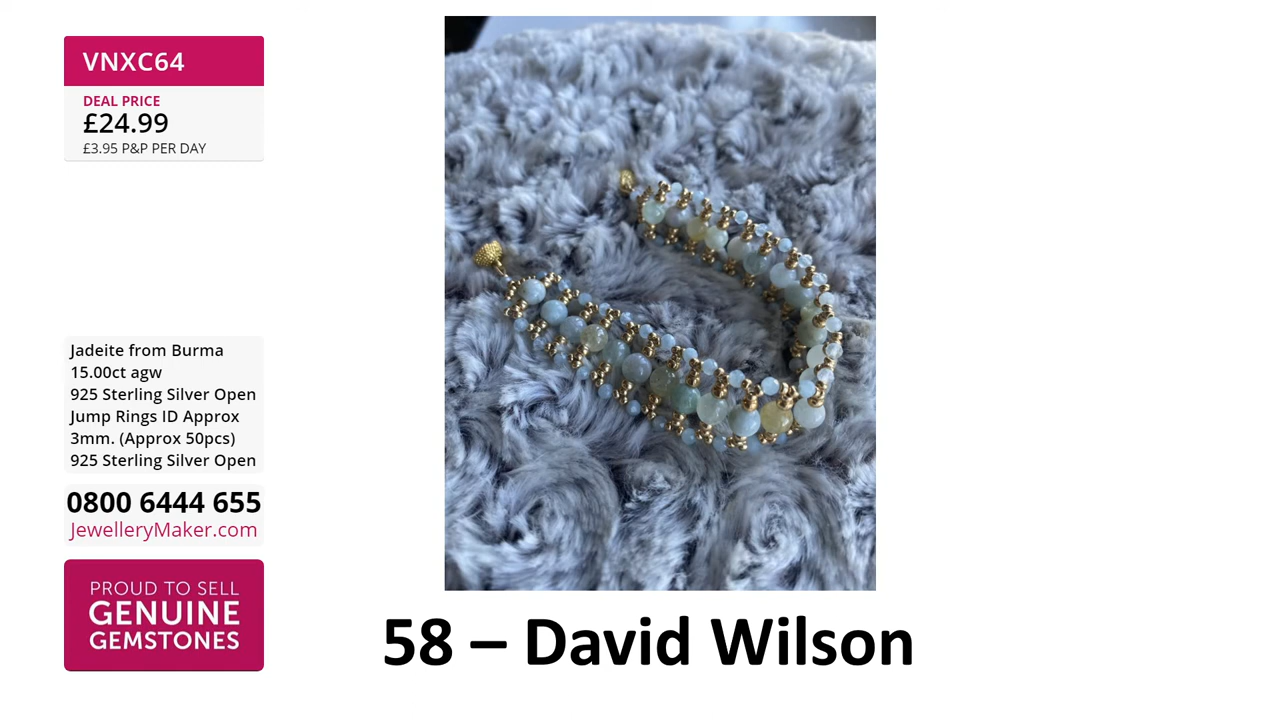 VNXC64
DEAL PRICE
£24.99
£3.95 P&P PER DAY
Jadeite from Burma
15.00ct agw
925 Sterling Silver Open
Jump Rings ID Approx
3mm. (Approx 50pcs)
925 Sterling Silver Open
0800 6444 655
JewelleryMaker.com
PROUD TO SELL
GENUINE
GEMSTONES
58 – David Wilson